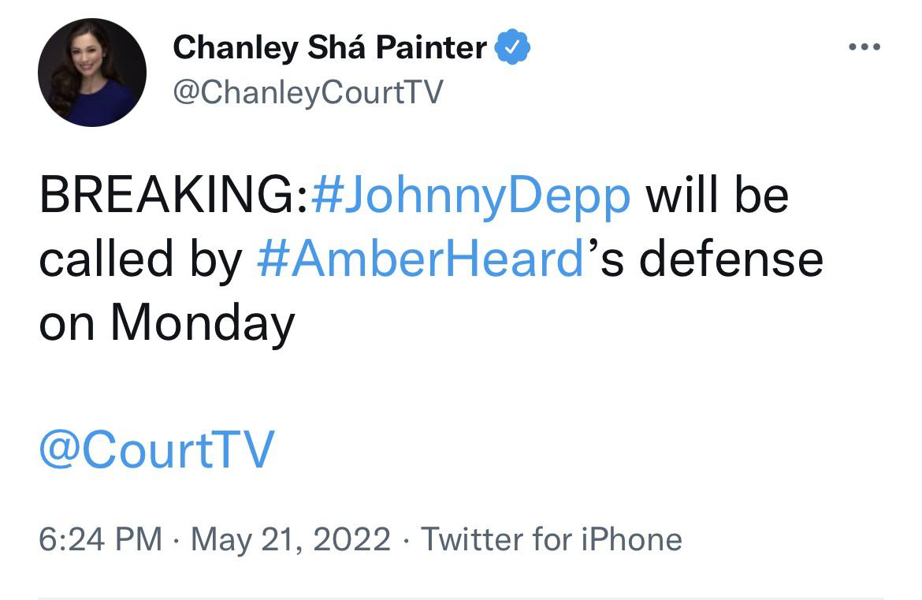 Chanley Shá Painter
@ChanleyCourtTV
BREAKING:#JohnnyDepp will be
called by #AmberHeard’s defense
on Monday
@CourtTV
6:24 PM · May 21, 2022 · Twitter for iPhone